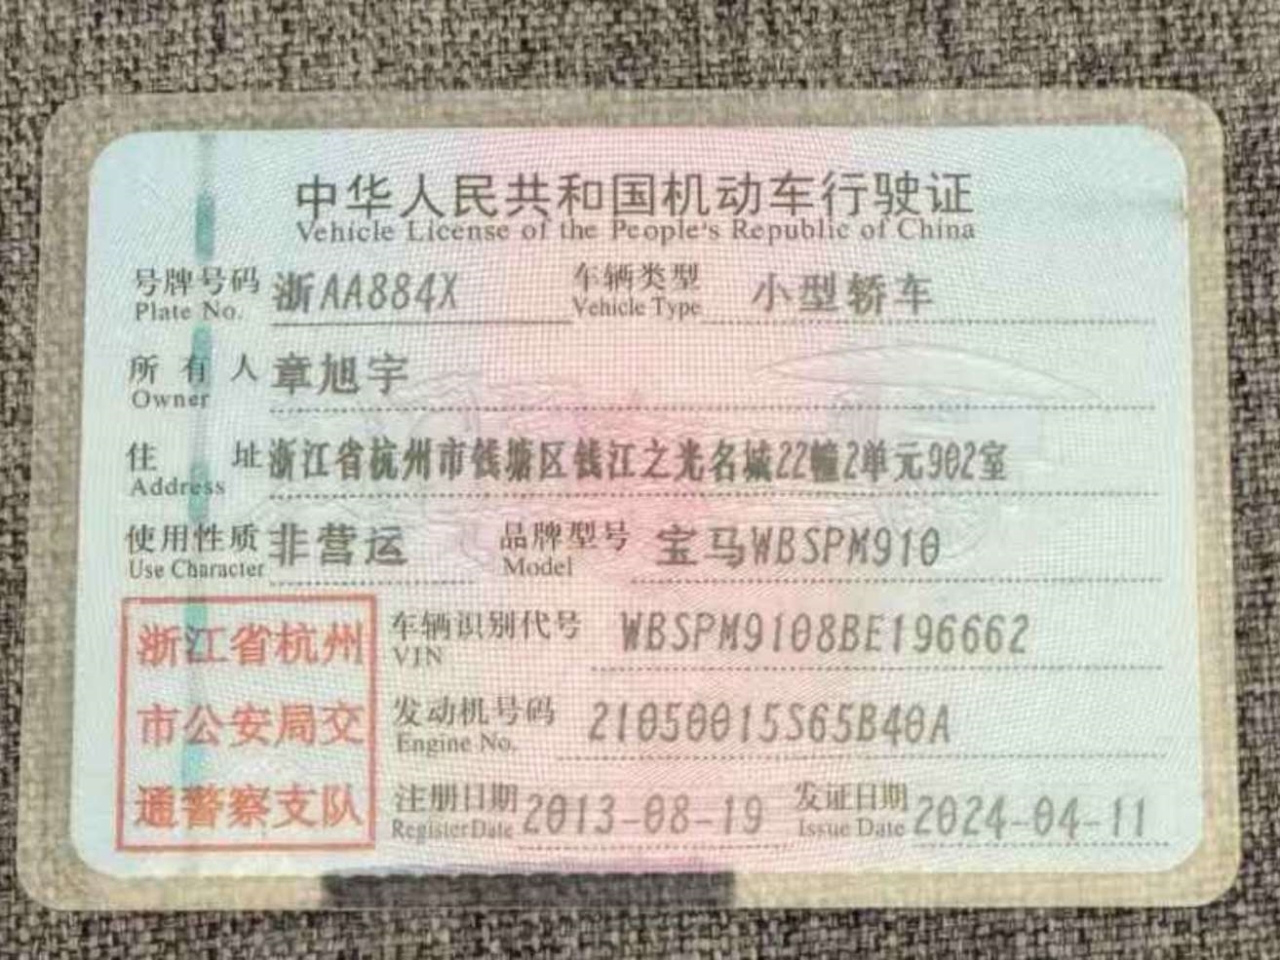 中华人民共和国机动车行驶证
Vehicle License of the People's Republic of China
号牌号码 浙AA884X 车辆类型 小型轿车
Plate No. Vehicle Type
所有人 章旭宇
Owner
住址 浙江省杭州市钱塘区钱江之光名城22幢2单元902室
Address
使用性质 非营运 品牌型号 宝马WBSPM910
Use Character Model
浙江省杭州
市公安局交
通警察支队
车辆识别代号 WBSPM9108BE196662
VIN
发动机号码 21050015S65B40A
Engine No.
注册日期 2013-08-19 发证日期 2024-04-11
Register Date Issue Date